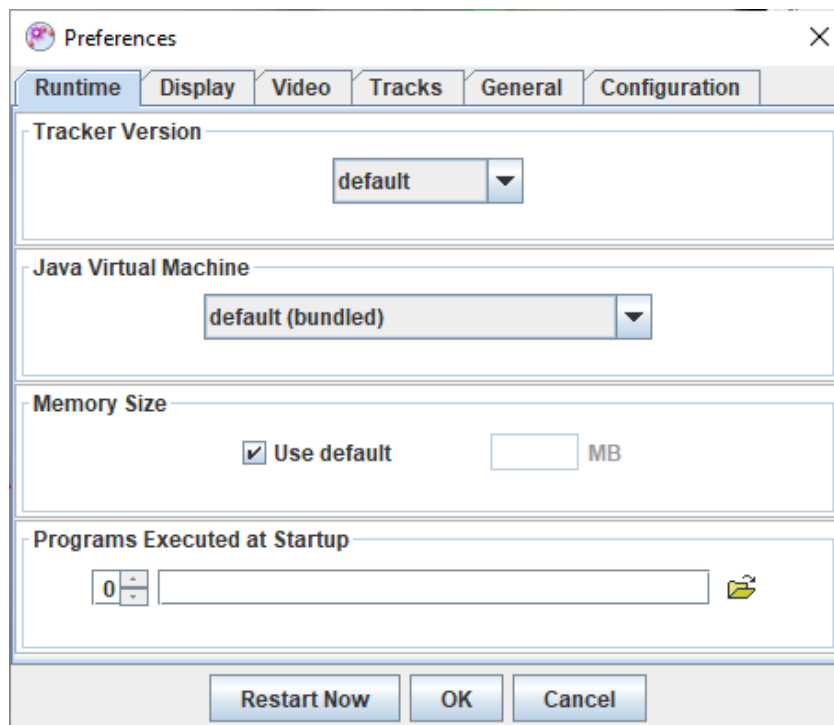 Preferences
Runtime Display Video Tracks General Configuration
Tracker Version
default
Java Virtual Machine
default (bundled)
Memory Size
Use default MB
Programs Executed at Startup
0
Restart Now OK Cancel